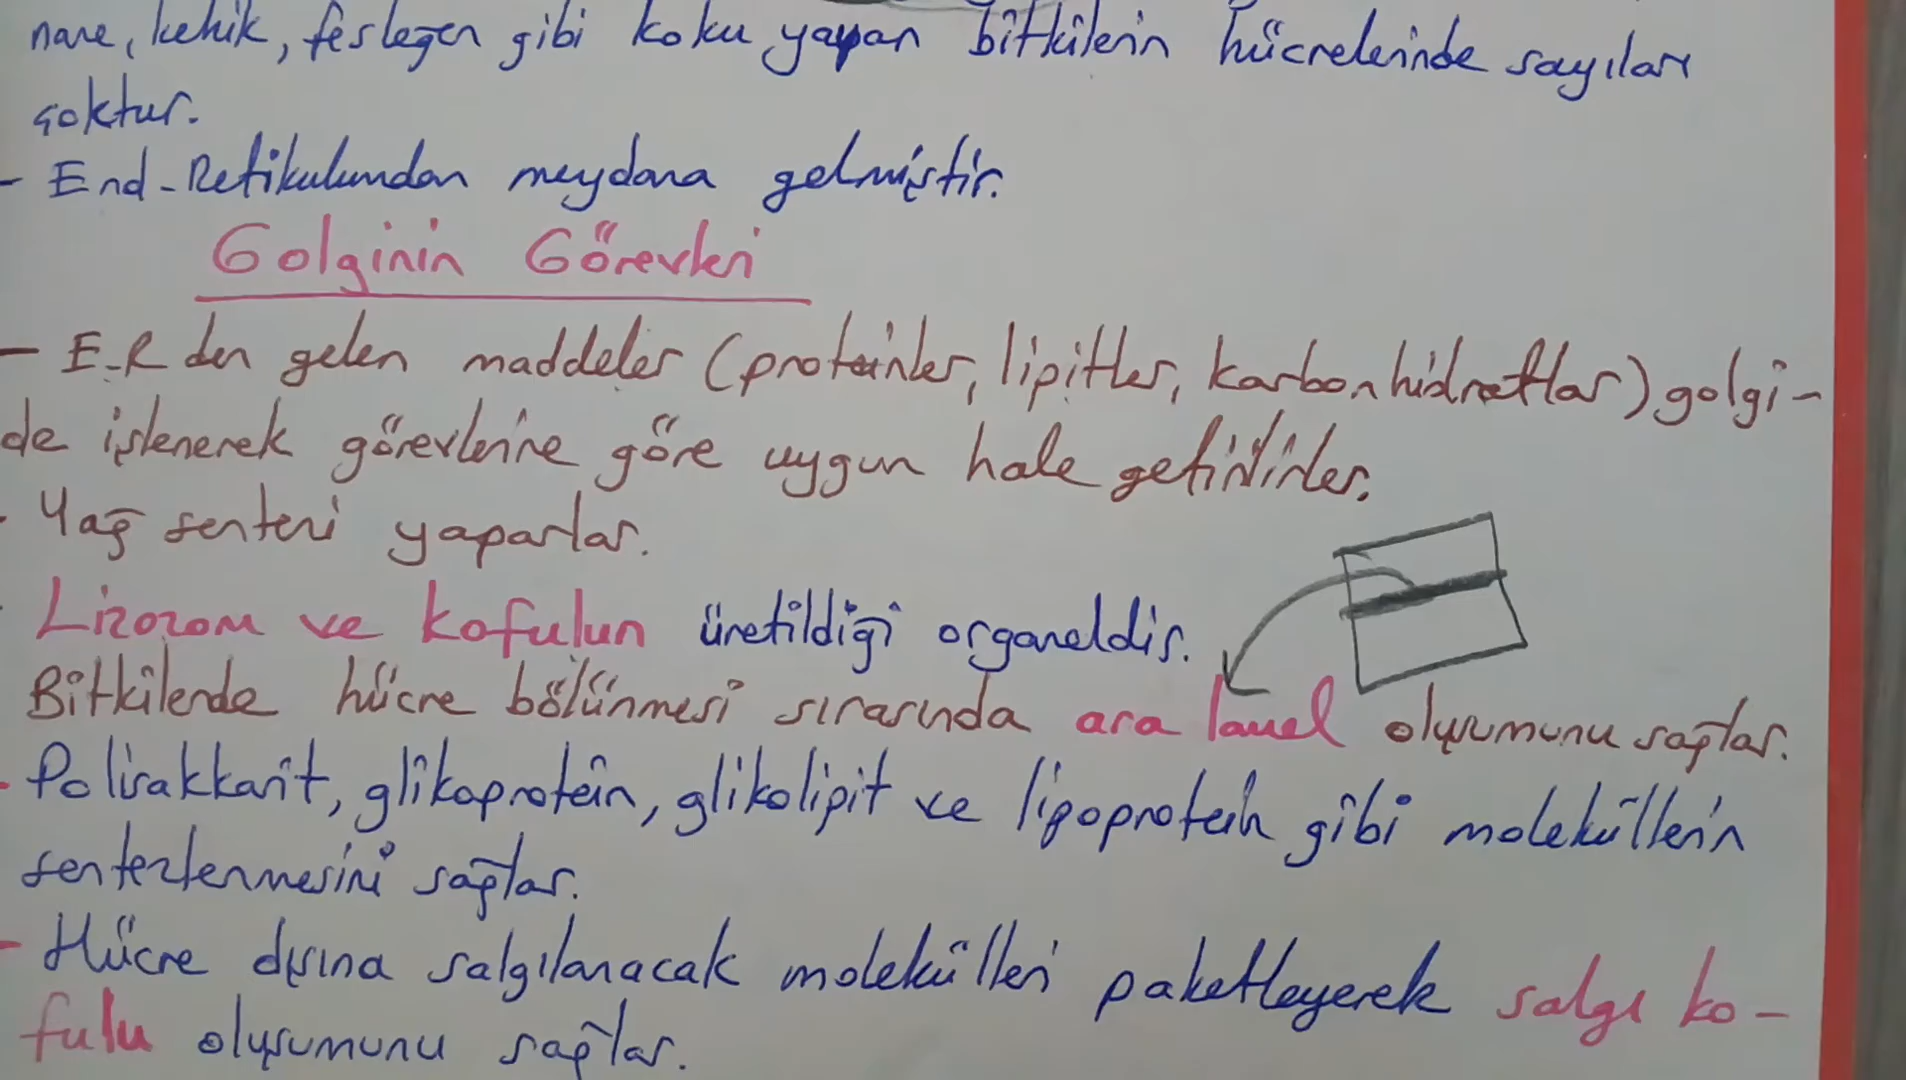 nane, kekik, fesleğen gibi koku yapan bitkilerin hücrelerinde sayıları
çoktur.
- End-Retikulumdan meydana gelmiştir.
Golginin Görevleri
- E.R den gelen maddeler (proteinler, lipitler, karbonhidratlar) golgi-
de işlenerek görevlerine göre uygun hale getirilirler.
- Yağ sentezi yaparlar.
- Lizozom ve kofulun üretildiği organeldir.
Bitkilerde hücre bölünmesi sırasında ara lamel oluşumunu sağlar.
- Polisakkarit, glikoprotein, glikolipit ve lipoprotein gibi moleküllerin
sentezlenmesini sağlar.
- Hücre dışına salgılanacak molekülleri paketleyerek salgı ko-
fulu oluşumunu sağlar.